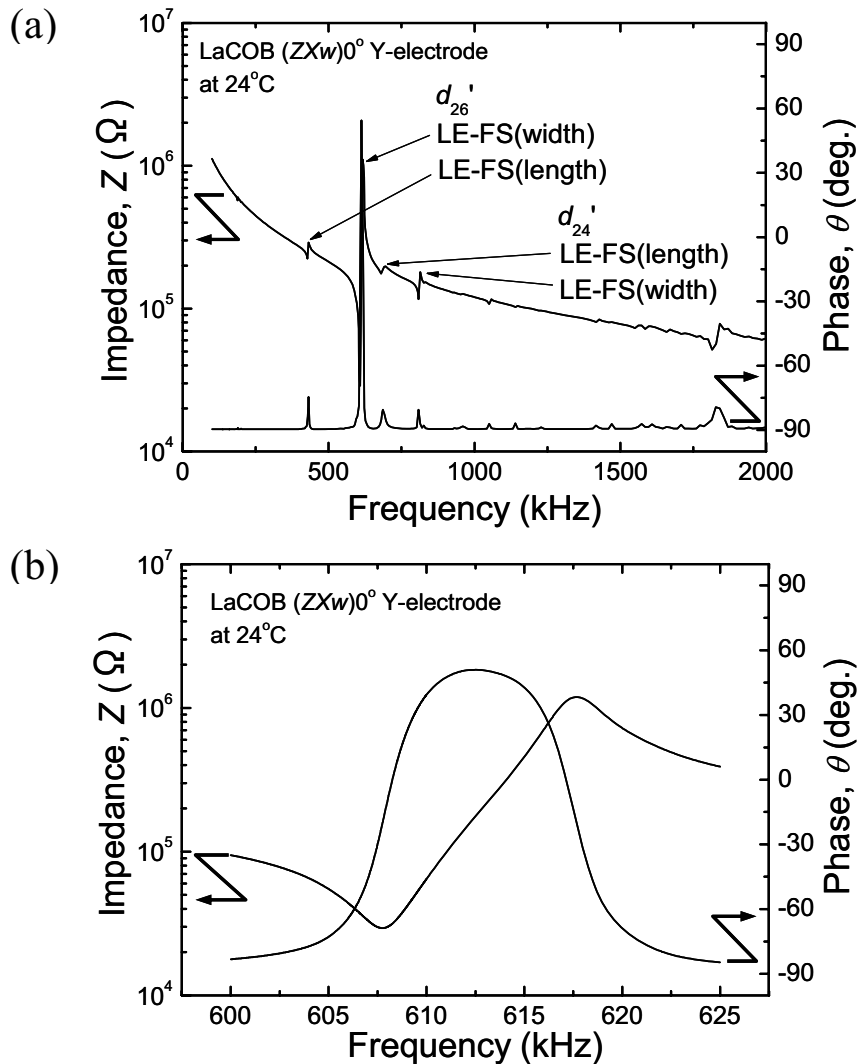 (a)
10⁷
10⁶
10⁵
10⁴
Impedance, Z ( Ω )
LaCOB (ZXw)0° Y-electrode
at 24°C
d₂₆'
LE-FS(width)
LE-FS(length)
d₂₄'
LE-FS(length)
LE-FS(width)
90
60
30
0
-30
-60
-90
Phase, θ (deg.)
0 500 1000 1500 2000
Frequency (kHz)
(b)
10⁷
10⁶
10⁵
10⁴
Impedance, Z ( Ω )
LaCOB (ZXw)0° Y-electrode
at 24°C
90
60
30
0
-30
-60
-90
Phase, θ (deg.)
600 605 610 615 620 625
Frequency (kHz)